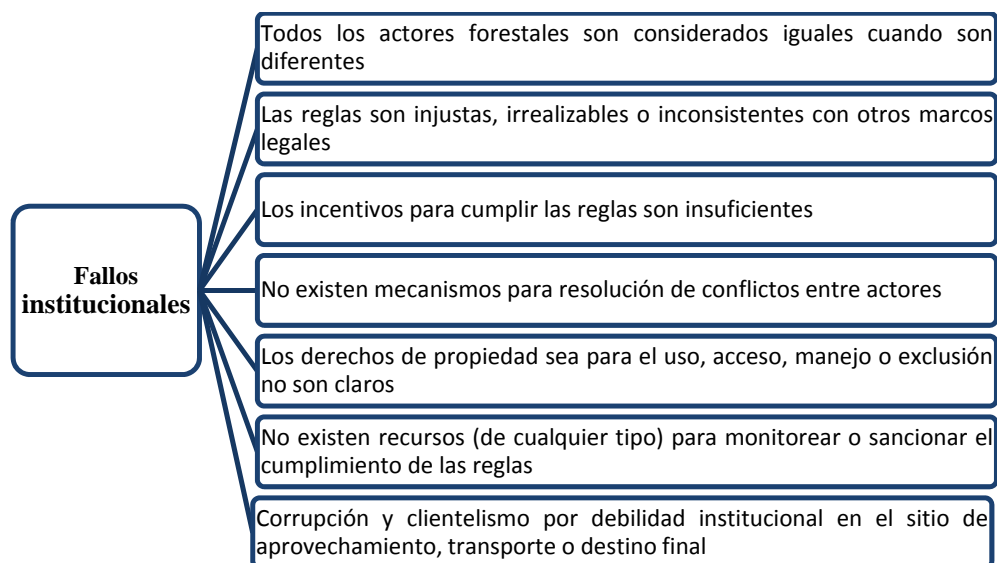 Todos los actores forestales son considerados iguales cuando son
diferentes
Las reglas son injustas, irrealizables o inconsistentes con otros marcos
legales
Los incentivos para cumplir las reglas son insuficientes
Fallos
institucionales
No existen mecanismos para resolución de conflictos entre actores
Los derechos de propiedad sea para el uso, acceso, manejo o exclusión
no son claros
No existen recursos (de cualquier tipo) para monitorear o sancionar el
cumplimiento de las reglas
Corrupción y clientelismo por debilidad institucional en el sitio de
aprovechamiento, transporte o destino final